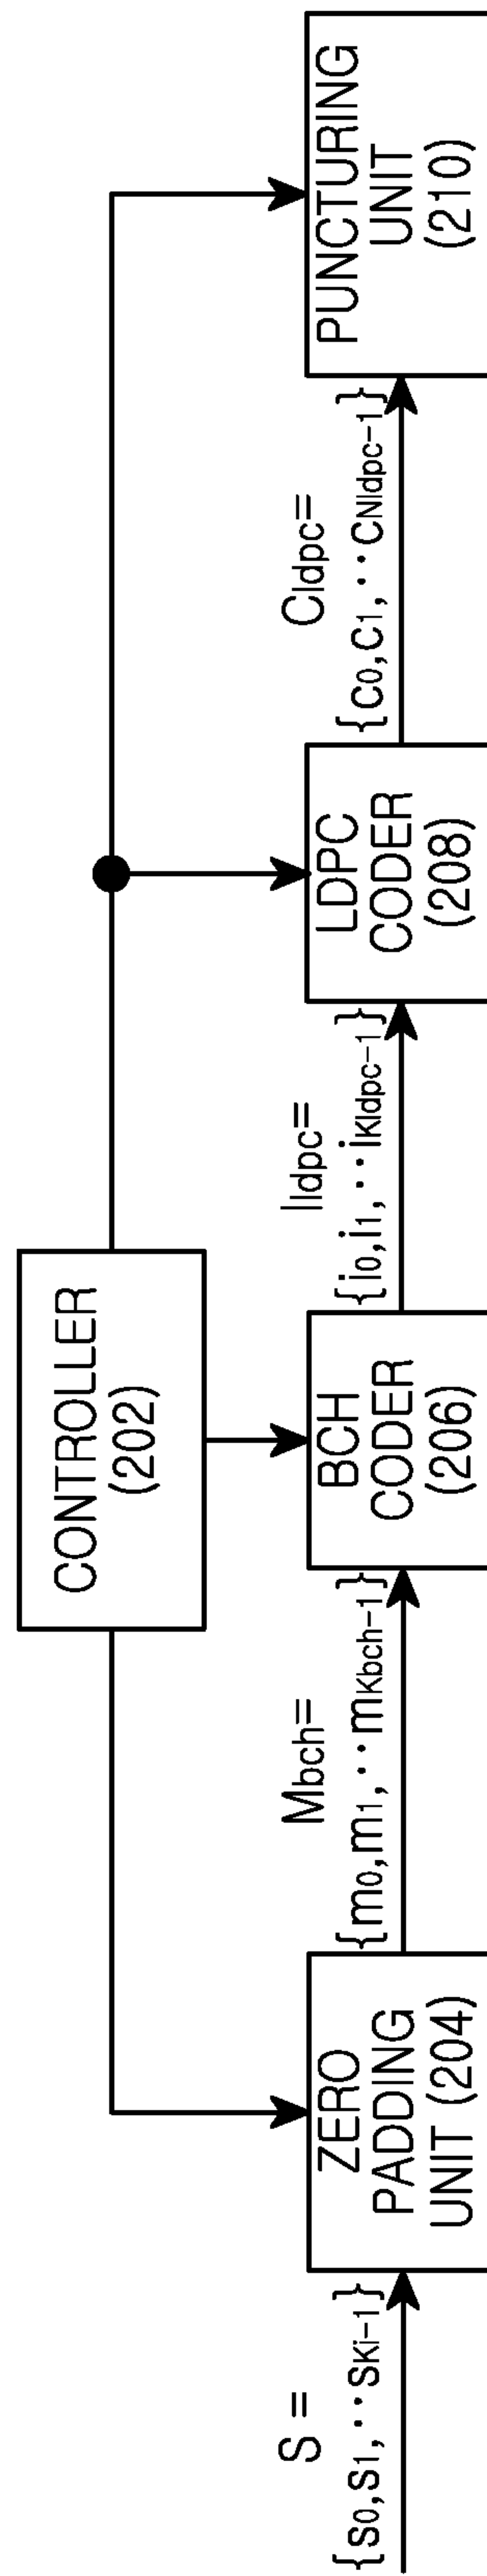 CONTROLLER
(202)
S =
{s0,s1,··sKi-1}
ZERO
PADDING
UNIT (204)
Mbch=
{m0,m1,··mKbch-1}
BCH
CODER
(206)
Ildpc=
{i0,i1,··iKldpc-1}
LDPC
CODER
(208)
Cldpc=
{c0,c1,··cNldpc-1}
PUNCTURING
UNIT
(210)